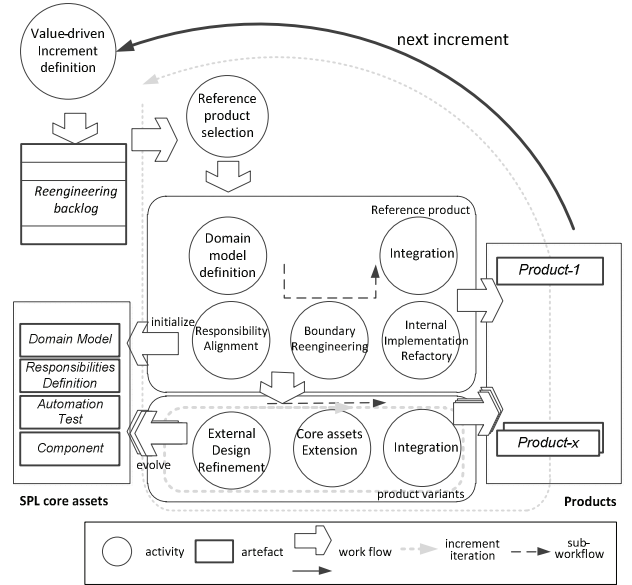 Value-driven
Increment
definition
next increment
Reference
product
selection
Reengineering
backlog
Reference product
Domain
model
definition
Integration
Product-1
initialize
Responsibility
Alignment
Boundary
Reengineering
Internal
Implementation
Refactory
Domain Model
Responsibilities
Definition
Automation
Test
Component
External
Design
Refinement
Core assets
Extension
Integration
Product-x
evolve
product variants
SPL core assets
Products
activity
artefact
work flow
increment
iteration
sub-
workflow